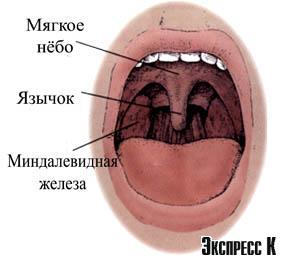 Мягкое
нёбо
Язычок
Миндалевидная
железа
Экспресс К